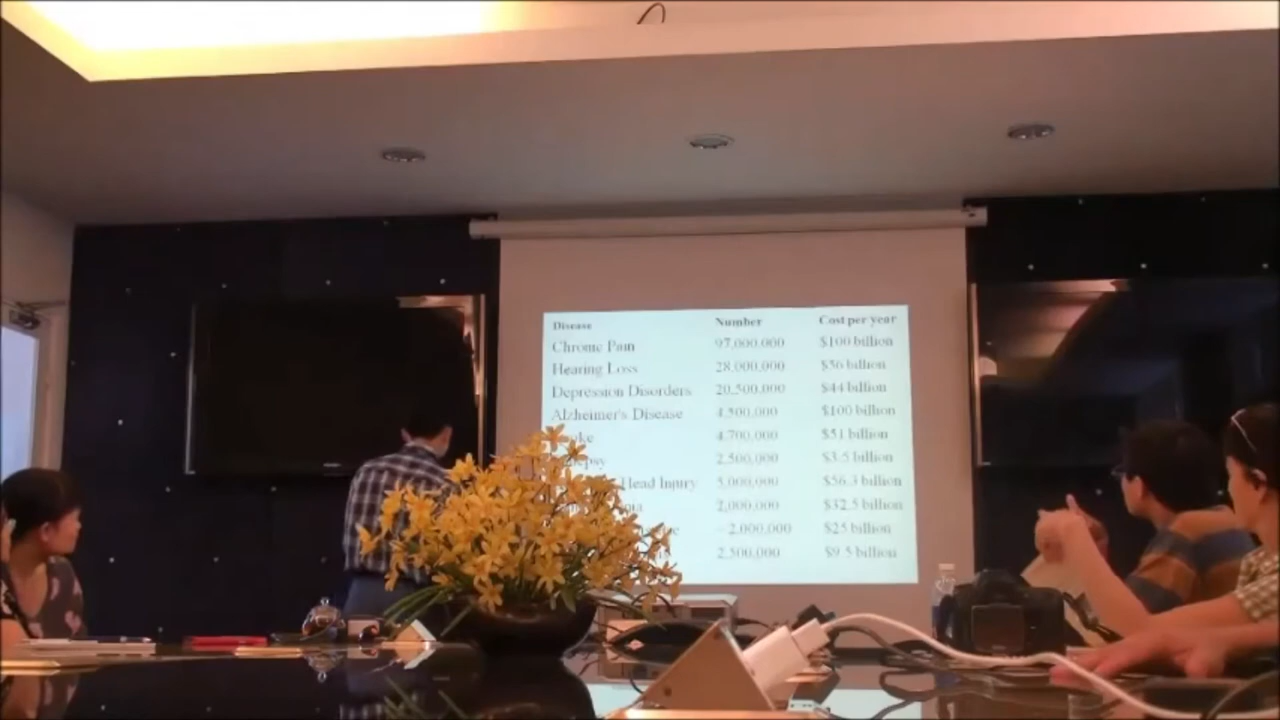 Disease Number Cost per year
Chronic Pain 97,000,000 $100 billion
Hearing Loss 28,000,000 $56 billion
Depression Disorders 20,500,000 $44 billion
Alzheimer's Disease 4,500,000 $100 billion
4,700,000 $51 billion
2,500,000 $3.5 billion
Head Injury 5,000,000 $56.3 billion
2,000,000 $32.5 billion
~2,000,000 $25 billion
2,500,000 $9.5 billion